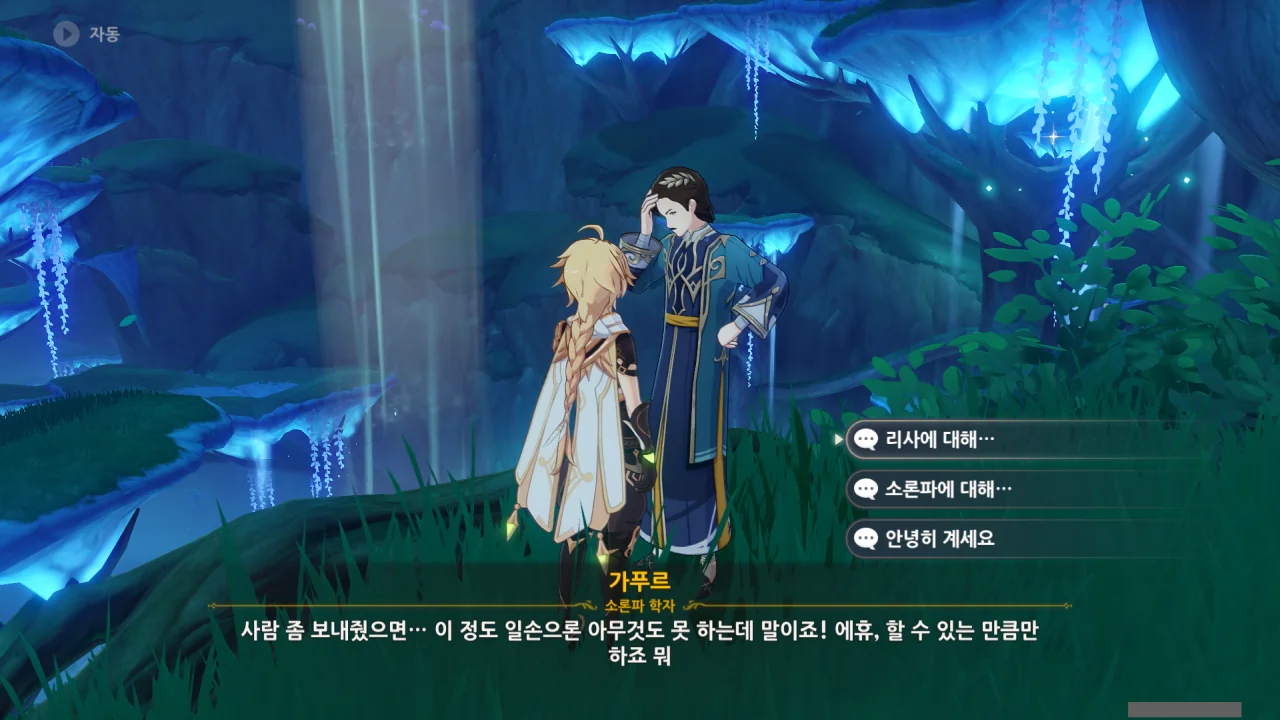 자동
리사에 대해…
소론파에 대해…
안녕히 계세요
가푸르
소론파 학자
사람 좀 보내줬으면… 이 정도 일손으론 아무것도 못 하는데 말이죠! 에휴, 할 수 있는 만큼만
하죠 뭐